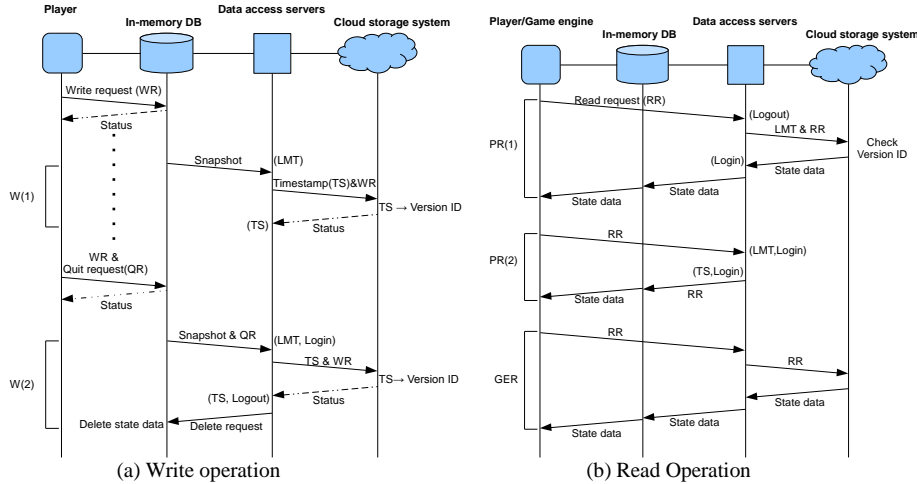 Player
In-memory DB
Data access servers
Cloud storage system
Write request (WR)
Status
Snapshot
(LMT)
W(1)
Timestamp(TS)&WR
TS → Version ID
(TS)
Status
WR &
Quit request(QR)
Status
Snapshot & QR
(LMT, Login)
W(2)
TS & WR
TS→ Version ID
(TS, Logout)
Status
Delete state data
Delete request
(a) Write operation
Player/Game engine
In-memory DB
Data access servers
Cloud storage system
Read request (RR)
(Logout)
LMT & RR
PR(1)
Check
Version ID
(Login)
State data
State data
State data
RR
(LMT,Login)
PR(2)
(TS,Login)
RR
State data
RR
RR
GER
State data
State data
State data
(b) Read Operation